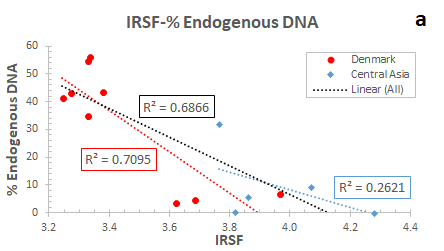 IRSF-% Endogenous DNA
a
60
50
40
30
20
10
0
% Endogenous DNA
Denmark
Central Asia
Linear (All)
R² = 0.6866
R² = 0.7095
R² = 0.2621
3.2 3.4 3.6 3.8 4.0 4.2 4.4
IRSF